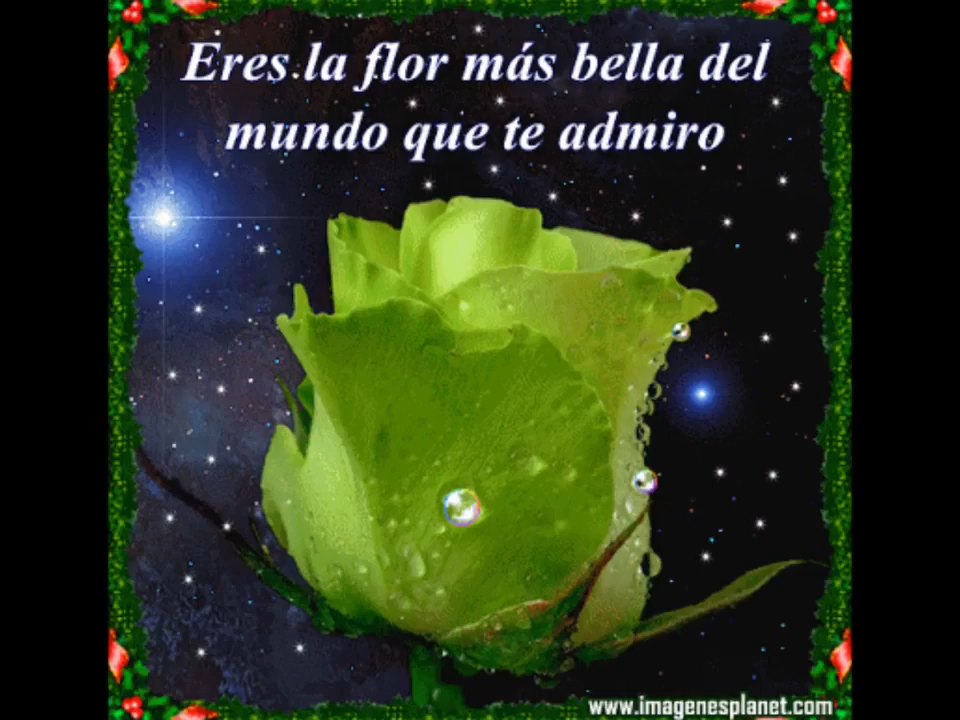 Eres la flor más bella del
mundo que te admiro
www.imagenesplanet.com